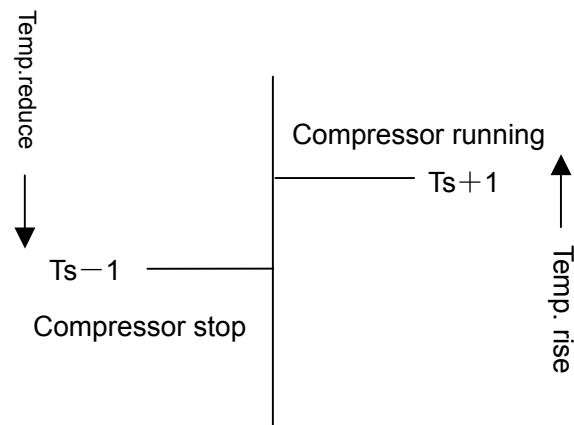 Temp.reduce
Compressor running
Ts＋1
Ts－1
Temp. rise
Compressor stop